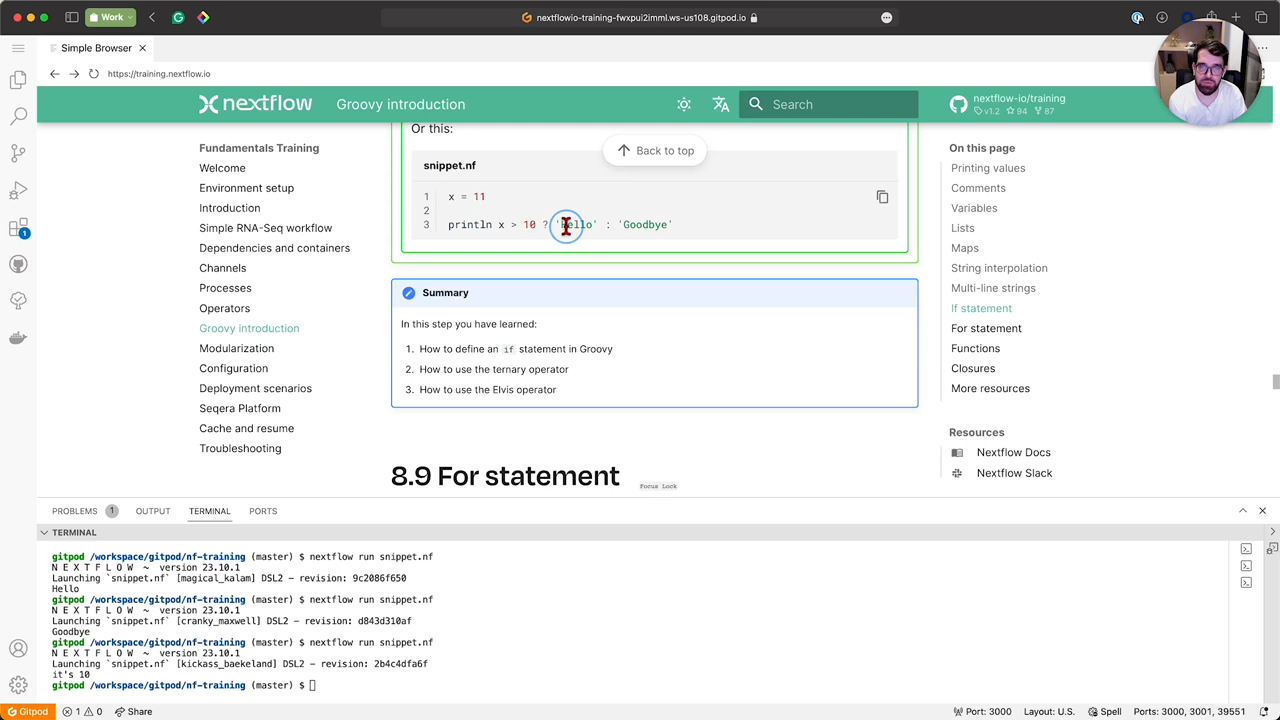 Work
nextflowio-training-fwxpui2imml.ws-us108.gitpod.io
Simple Browser
https://training.nextflow.io
nextflow
Groovy introduction
Search
nextflow-io/training
v1.2 94 87
Fundamentals Training
Welcome
Environment setup
Introduction
Simple RNA-Seq workflow
Dependencies and containers
Channels
Processes
Operators
Groovy introduction
Modularization
Configuration
Deployment scenarios
Seqera Platform
Cache and resume
Troubleshooting
Or this:
Back to top
snippet.nf
1 x = 11
2
3 println x > 10 ? 'Hello' : 'Goodbye'
Summary
In this step you have learned:
1. How to define an if statement in Groovy
2. How to use the ternary operator
3. How to use the Elvis operator
8.9 For statement
Focus Lock
On this page
Printing values
Comments
Variables
Lists
Maps
String interpolation
Multi-line strings
If statement
For statement
Functions
Closures
More resources
Resources
Nextflow Docs
Nextflow Slack
1
PROBLEMS 1 OUTPUT TERMINAL PORTS
TERMINAL
gitpod /workspace/gitpod/nf-training (master) $ nextflow run snippet.nf
N E X T F L O W ~ version 23.10.1
Launching `snippet.nf` [magical_kalam] DSL2 - revision: 9c2086f650
Hello
gitpod /workspace/gitpod/nf-training (master) $ nextflow run snippet.nf
N E X T F L O W ~ version 23.10.1
Launching `snippet.nf` [cranky_maxwell] DSL2 - revision: d843d310af
Goodbye
gitpod /workspace/gitpod/nf-training (master) $ nextflow run snippet.nf
N E X T F L O W ~ version 23.10.1
Launching `snippet.nf` [kickass_baekeland] DSL2 - revision: 2b4c4dfa6f
it's 10
gitpod /workspace/gitpod/nf-training (master) $
Gitpod 1 0 Share
Port: 3000 Layout: U.S. Spell Ports: 3000, 3001, 39551